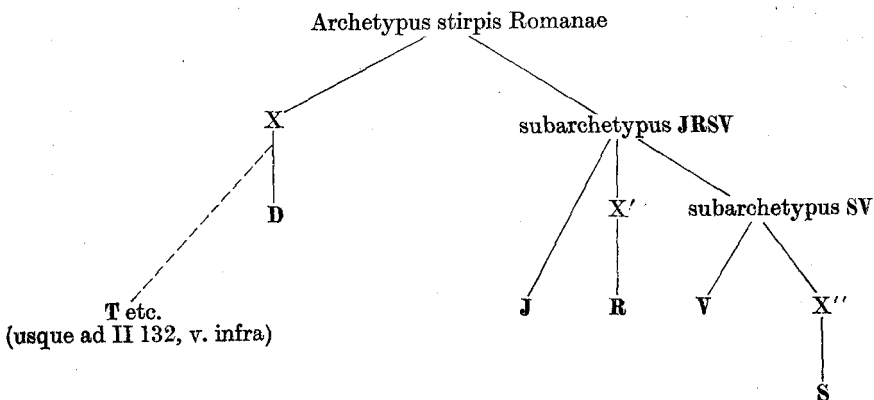 Archetypus stirpis Romanae
X
subarchetypus JRSV
D
X′
subarchetypus SV
T etc.
(usque ad II 132, v. infra)
J
R
V
X′′
S